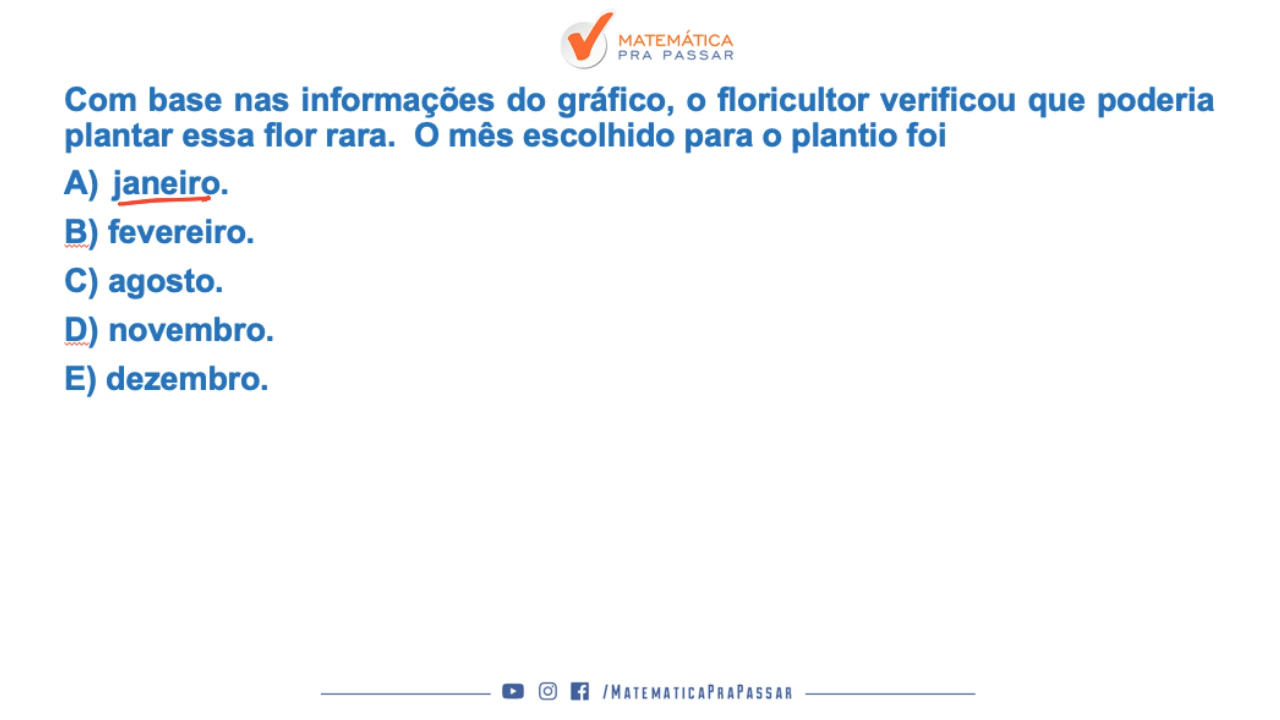 MATEMÁTICA
PRA PASSAR
Com base nas informações do gráfico, o floricultor verificou que poderia
plantar essa flor rara. O mês escolhido para o plantio foi
A) janeiro.
B) fevereiro.
C) agosto.
D) novembro.
E) dezembro.
/MATEMATICAPRAPASSAR